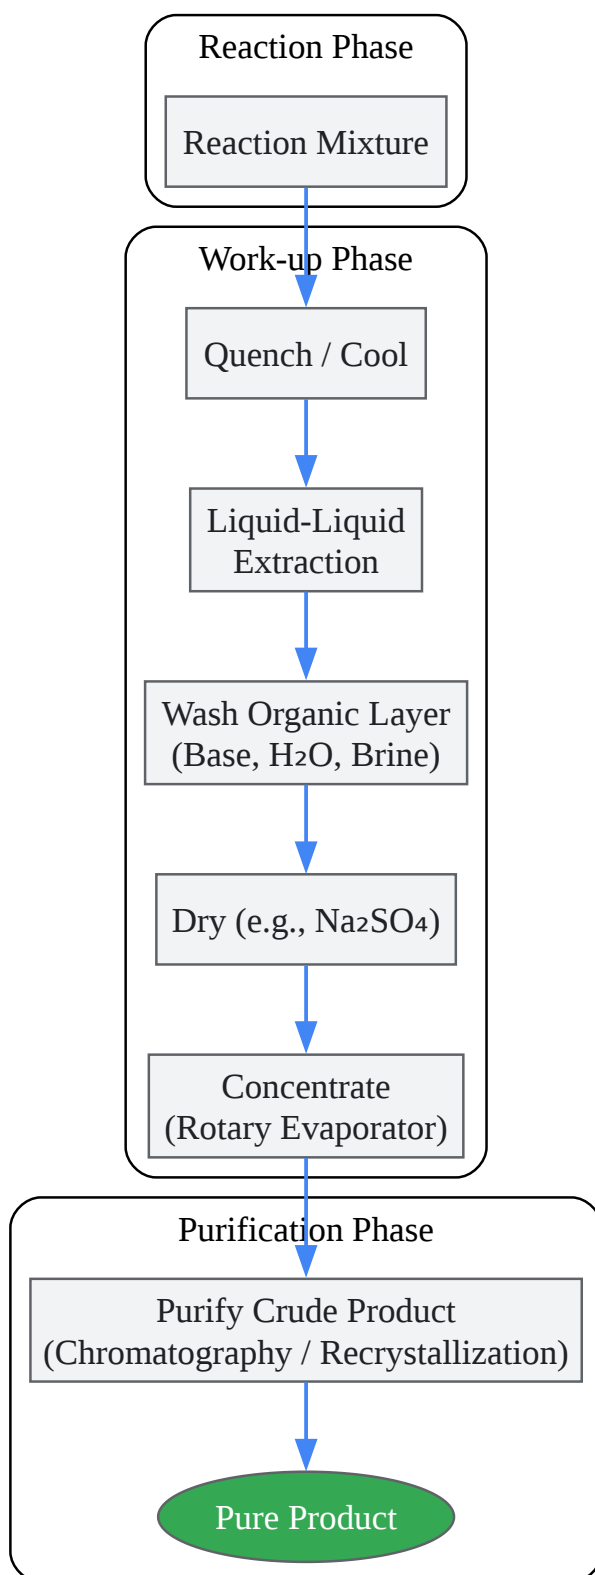 Reaction Phase
Reaction Mixture
Work-up Phase
Quench / Cool
Liquid-Liquid
Extraction
Wash Organic Layer
(Base, H₂O, Brine)
Dry (e.g., Na₂SO₄)
Concentrate
(Rotary Evaporator)
Purification Phase
Purify Crude Product
(Chromatography / Recrystallization)
Pure Product